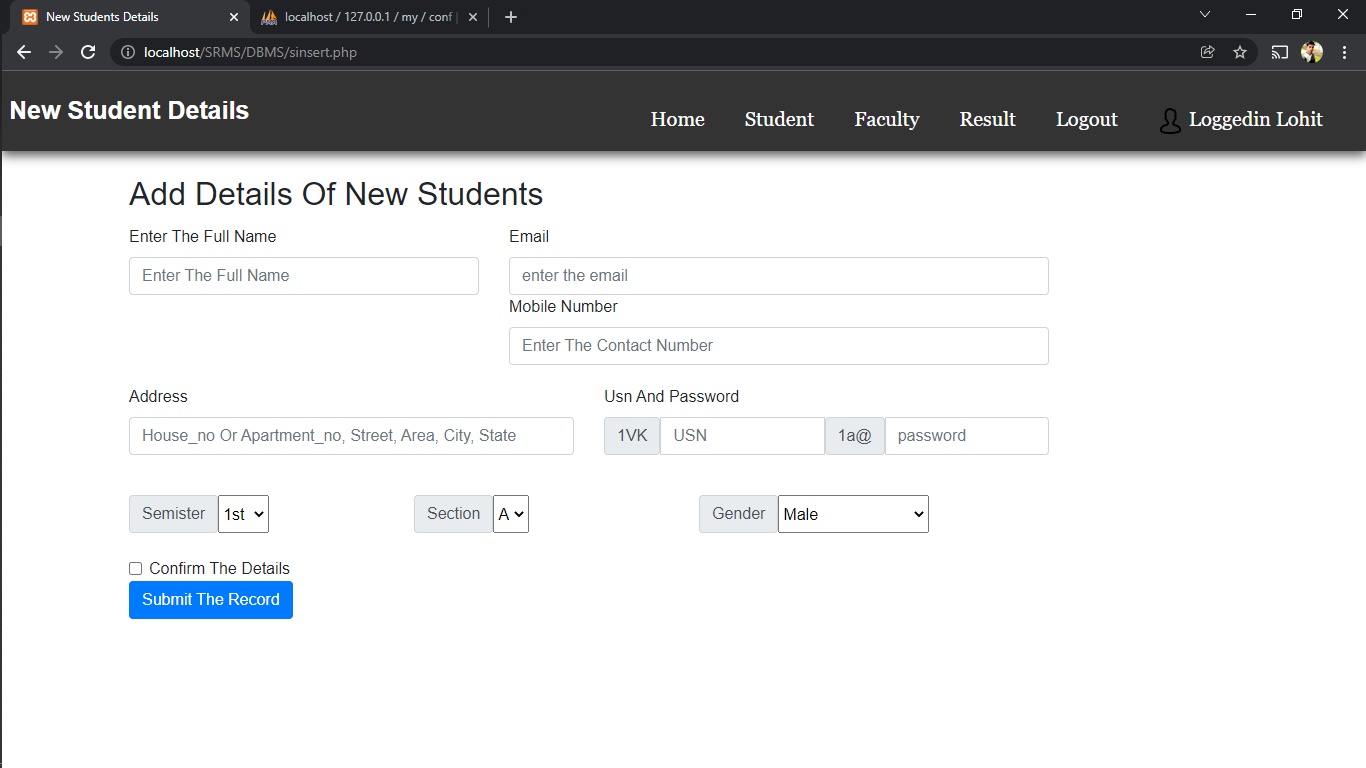 New Students Details
localhost / 127.0.0.1 / my / conf
localhost/SRMS/DBMS/sinsert.php
New Student Details
Home Student Faculty Result Logout Loggedin Lohit
Add Details Of New Students
Enter The Full Name Email
Enter The Full Name enter the email
Mobile Number
Enter The Contact Number
Address Usn And Password
House_no Or Apartment_no, Street, Area, City, State 1VK USN 1a@ password
Semister 1st Section A Gender Male
Confirm The Details
Submit The Record